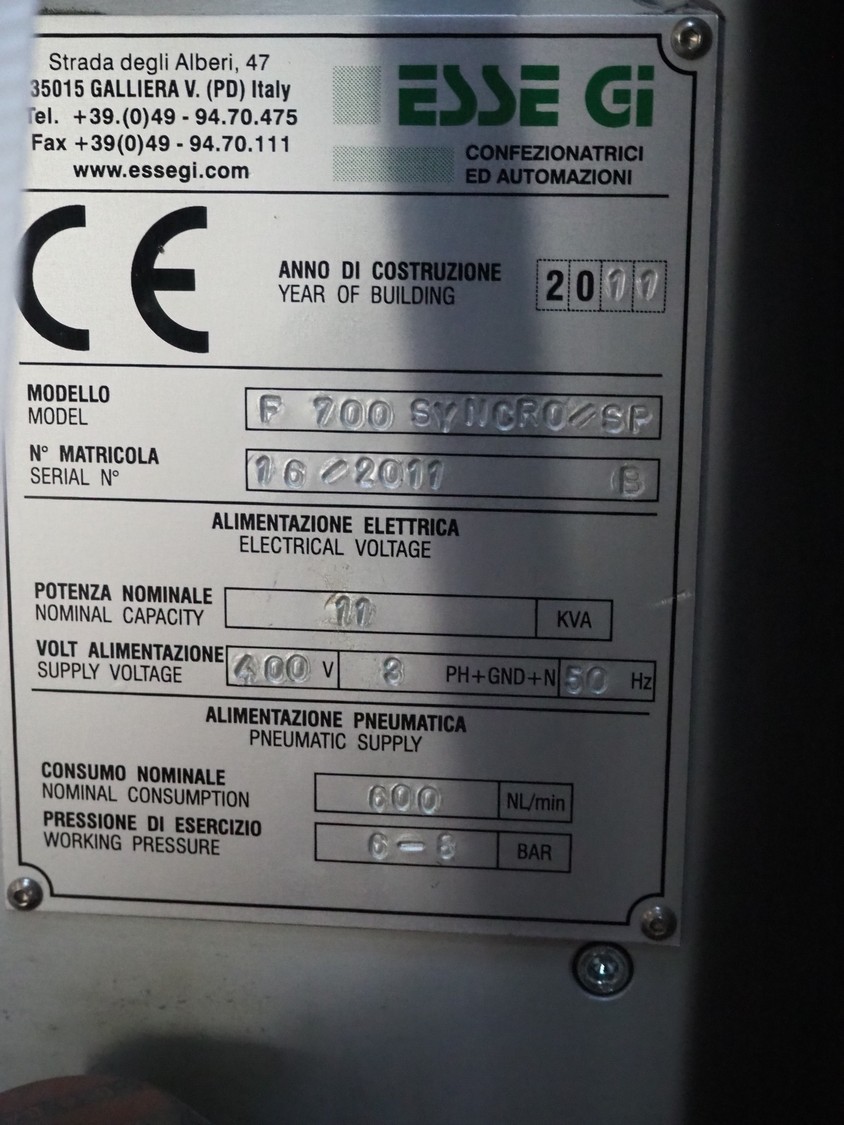 Strada degli Alberi, 47
35015 GALLIERA V. (PD) Italy
Tel. +39.(0)49 - 94.70.475
Fax +39(0)49 - 94.70.111
www.essegi.com
ESSE GI
CONFEZIONATRICI
ED AUTOMAZIONI
CE
ANNO DI COSTRUZIONE
YEAR OF BUILDING
2011
MODELLO
MODEL
F 700 SYNCRO/SP
N° MATRICOLA
SERIAL N°
16/2011 B
ALIMENTAZIONE ELETTRICA
ELECTRICAL VOLTAGE
POTENZA NOMINALE
NOMINAL CAPACITY
11 KVA
VOLT ALIMENTAZIONE
SUPPLY VOLTAGE
400 V 3 PH+GND+N 50 Hz
ALIMENTAZIONE PNEUMATICA
PNEUMATIC SUPPLY
CONSUMO NOMINALE
NOMINAL CONSUMPTION
600 NL/min
PRESSIONE DI ESERCIZIO
WORKING PRESSURE
BAR